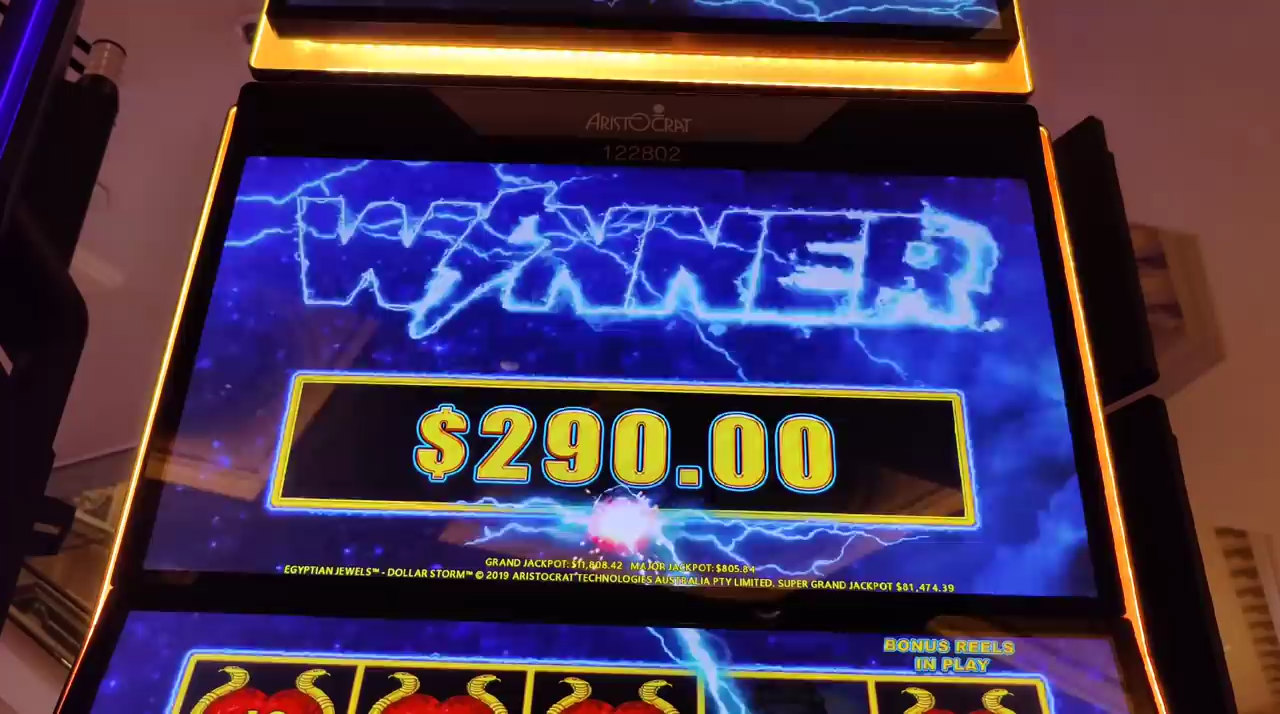 ARISTOCRAT
122802
WINNER
$290.00
GRAND JACKPOT: $11,808.42 MAJOR JACKPOT: $805.84
EGYPTIAN JEWELS™ - DOLLAR STORM™ © 2019 ARISTOCRAT TECHNOLOGIES AUSTRALIA PTY LIMITED. SUPER GRAND JACKPOT $81,474.39
BONUS REELS
IN PLAY